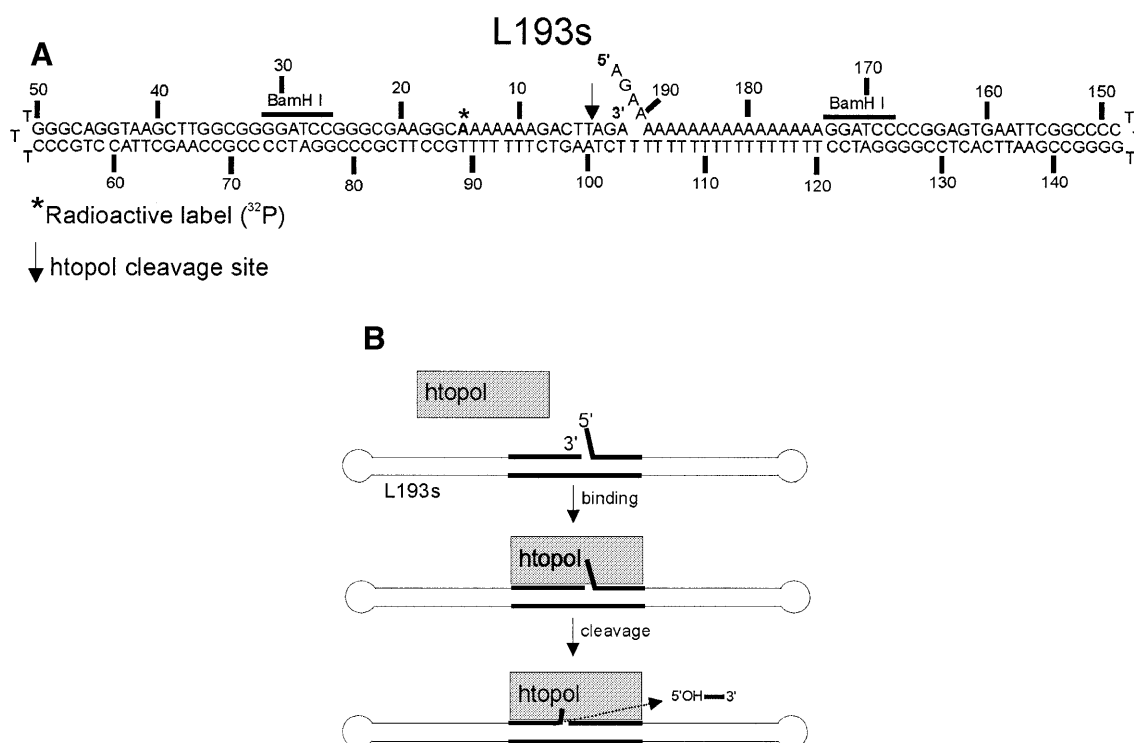 L193s
A
5'
A
G
A
A
3'
50
40
30
20
10
190
180
170
160
150
BamH I
BamH I
*
T
T
T
GGGCAGGTAAGCTTGGCGGGGATCCGGGCGAAGGCAAAAAAAGACTTAGA AAAAAAAAAAAAAAAAGGATCCCCGGAGTGAATTCGGCCCC
CCCGTCCATTCGAACCGCCCCTAGGCCCGCTTCCGTTTTTTTCTGAATCTTTTTTTTTTTTTTTTTTCCTAGGGGCCTCACTTAAGCCGGGG
T
T
60
70
80
90
100
110
120
130
140
*Radioactive label (³²P)
htopol cleavage site
B
htopol
5'
3'
L193s
binding
htopol
cleavage
htopol
5'OH 3'